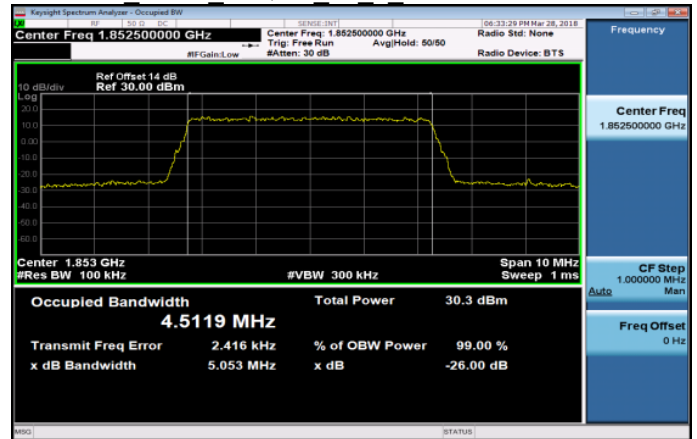 Keysight Spectrum Analyzer - Occupied BW
RF 50 Ω DC SENSE:INT 06:33:29 PM Mar 28, 2018
Center Freq 1.852500000 GHz Center Freq: 1.852500000 GHz Radio Std: None Frequency
Trig: Free Run Avg|Hold: 50/50
#IFGain:Low #Atten: 30 dB Radio Device: BTS
Ref Offset 14 dB
10 dB/div Ref 30.00 dBm
Log
20.0
10.0
0.00
-10.0
-20.0
-30.0
-40.0
-50.0
-60.0
Center Freq
1.852500000 GHz
Center 1.853 GHz Span 10 MHz
#Res BW 100 kHz #VBW 300 kHz Sweep 1 ms
CF Step
1.000000 MHz
Auto Man
Occupied Bandwidth Total Power 30.3 dBm
4.5119 MHz
Transmit Freq Error 2.416 kHz % of OBW Power 99.00 %
x dB Bandwidth 5.053 MHz x dB -26.00 dB
Freq Offset
0 Hz
MSG STATUS